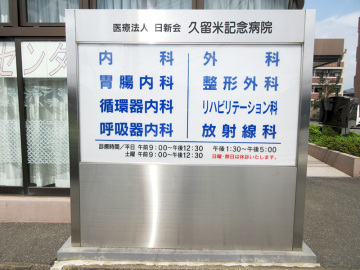 医療法人 日新会 久留米記念病院
内科 外科
胃腸内科 整形外科
循環器内科 リハビリテーション科
呼吸器内科 放射線科
診療時間/平日 午前9:00~午後12:30 午後1:30~午後5:00
土曜 午前9:00~午後12:30 日曜・祭日は休診いたします。
センタ